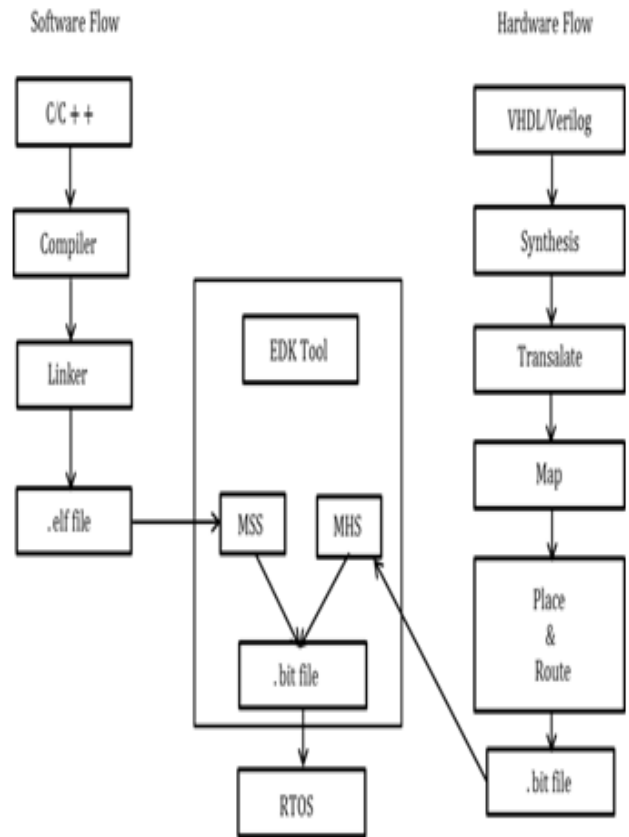 Software Flow
Hardware Flow
C/C ++
VHDL/Verilog
Compiler
Synthesis
EDK Tool
Linker
Transalate
Map
.elf file
MSS
MHS
Place
&
Route
.bit file
.bit file
RTOS